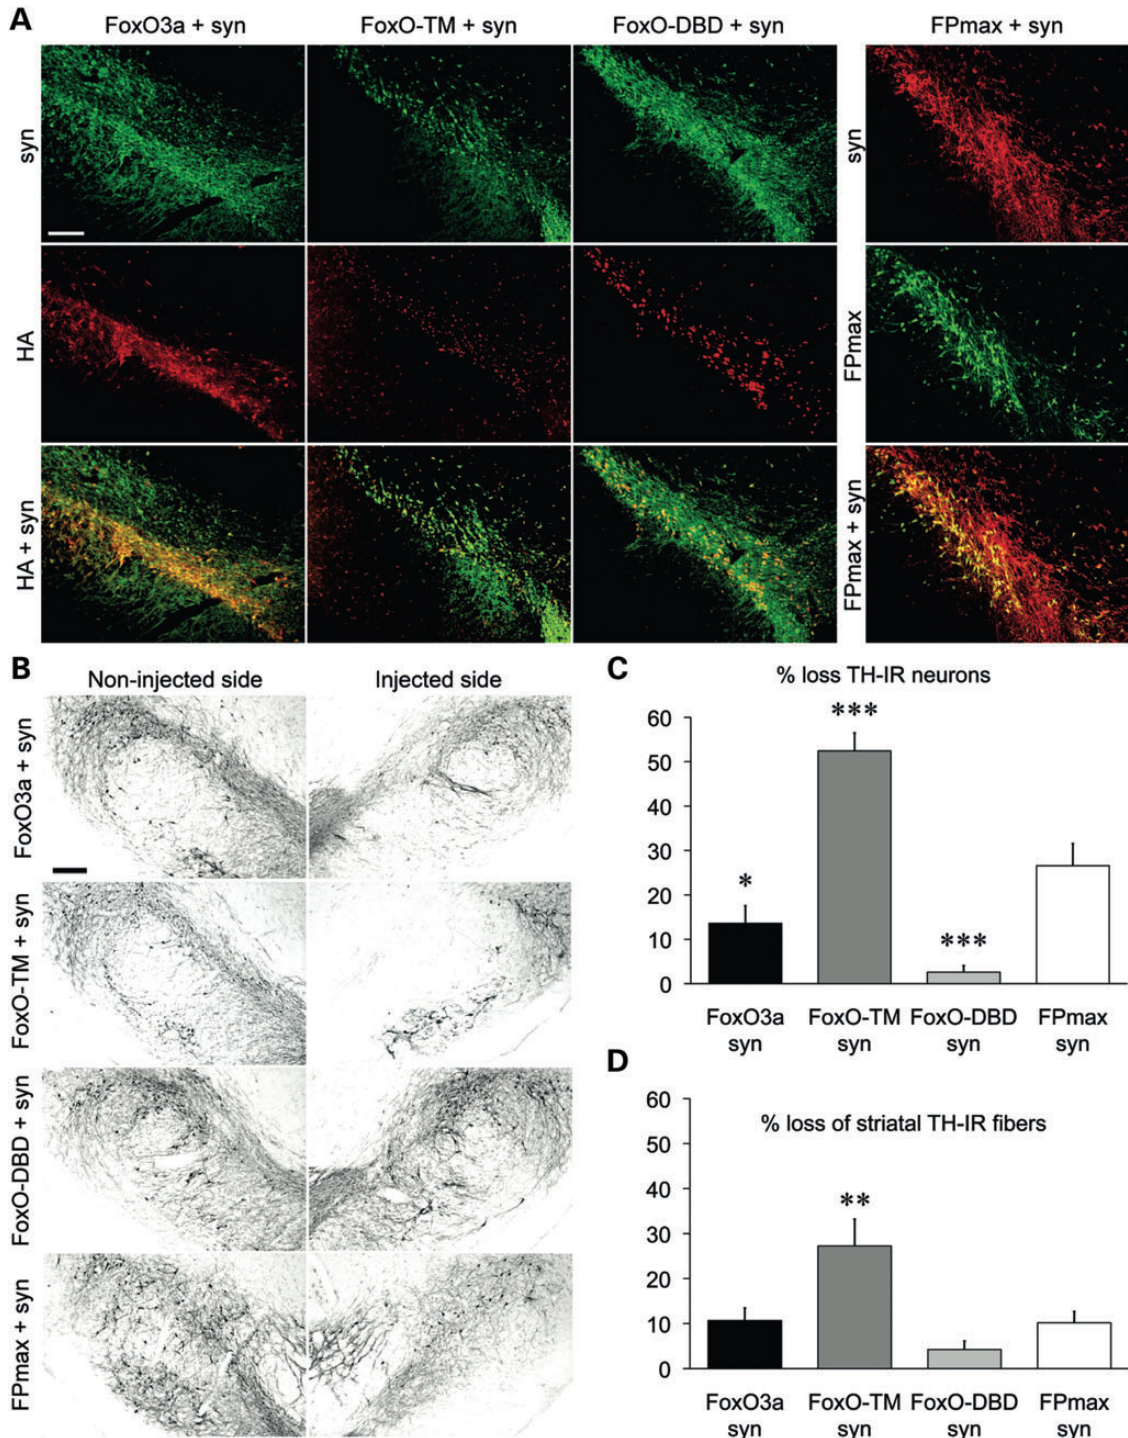 A
FoxO3a + syn
FoxO-TM + syn
FoxO-DBD + syn
FPmax + syn
syn
HA
HA + syn
syn
FPmax
FPmax + syn
B
Non-injected side
Injected side
FoxO3a + syn
FoxO-TM + syn
FoxO-DBD + syn
FPmax + syn
C
% loss TH-IR neurons
60
50
40
30
20
10
0
*
***
***
FoxO3a
syn
FoxO-TM
syn
FoxO-DBD
syn
FPmax
syn
D
% loss of striatal TH-IR fibers
60
50
40
30
20
10
0
**
FoxO3a
syn
FoxO-TM
syn
FoxO-DBD
syn
FPmax
syn